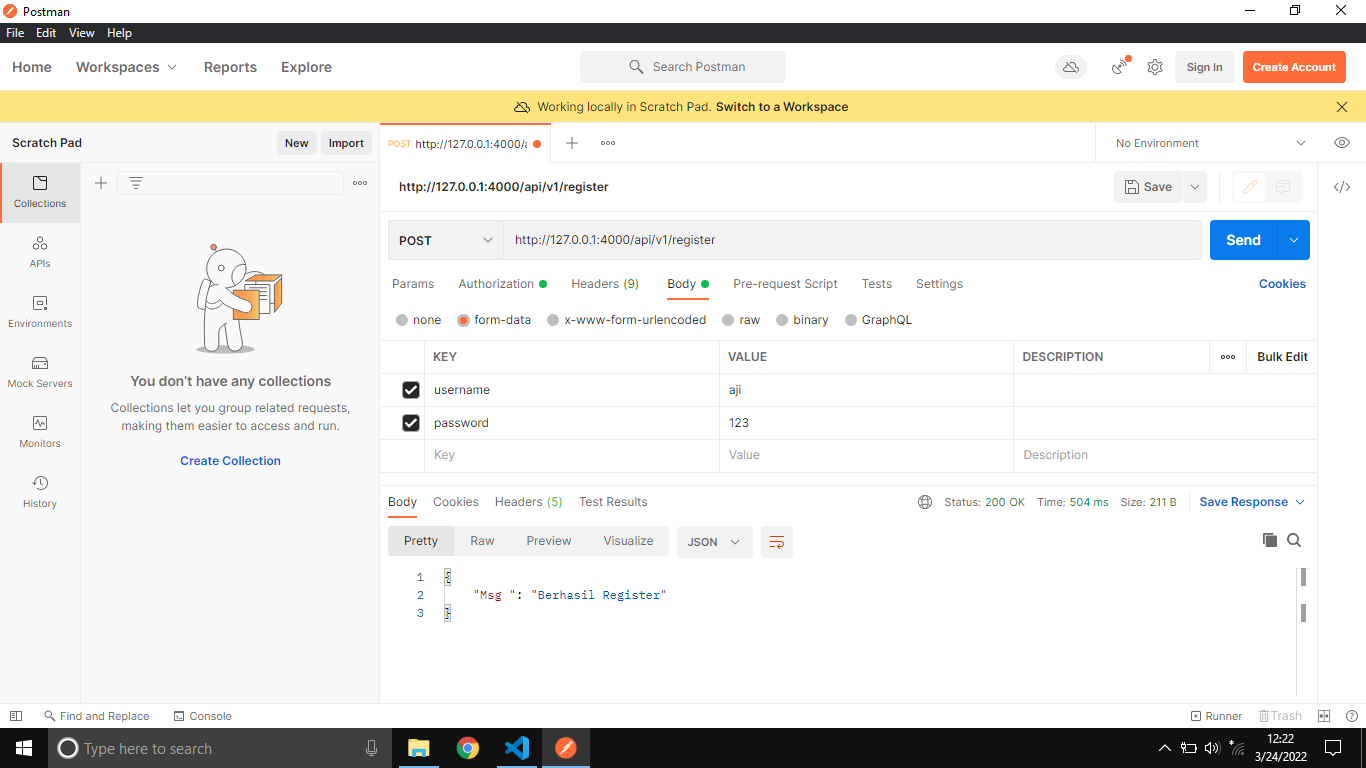 Postman
File Edit View Help
Home Workspaces Reports Explore Search Postman Sign In Create Account
Working locally in Scratch Pad. Switch to a Workspace
Scratch Pad New Import POST http://127.0.0.1:4000/a No Environment
http://127.0.0.1:4000/api/v1/register Save
Collections
APIs
Environments
Mock Servers
Monitors
History
You don't have any collections
Collections let you group related requests,
making them easier to access and run.
Create Collection
POST http://127.0.0.1:4000/api/v1/register Send
Params Authorization Headers (9) Body Pre-request Script Tests Settings Cookies
none form-data x-www-form-urlencoded raw binary GraphQL
KEY VALUE DESCRIPTION Bulk Edit
username aji
password 123
Key Value Description
Body Cookies Headers (5) Test Results Status: 200 OK Time: 504 ms Size: 211 B Save Response
Pretty Raw Preview Visualize JSON
1 {
2 "Msg ": "Berhasil Register"
3 }
Find and Replace Console Runner Trash
Type here to search 12:22
3/24/2022